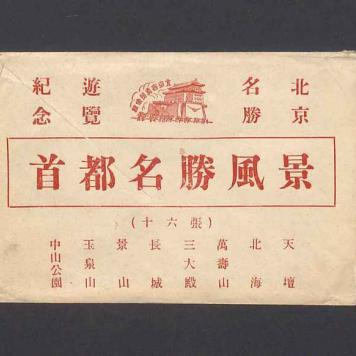 北京
名勝
遊覽
紀念
首都名勝風景
(十六張)
天壇
北海
萬壽山
三大殿
長城
景山
玉泉山
中山公園